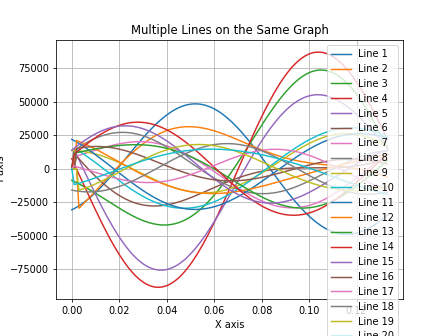 Multiple Lines on the Same Graph
75000
50000
25000
0
−25000
−50000
−75000
0.00
0.02
0.04
0.06
0.08
0.10
X axis
Line 1
Line 2
Line 3
Line 4
Line 5
Line 6
Line 7
Line 8
Line 9
Line 10
Line 11
Line 12
Line 13
Line 14
Line 15
Line 16
Line 17
Line 18
Line 19
Line 20